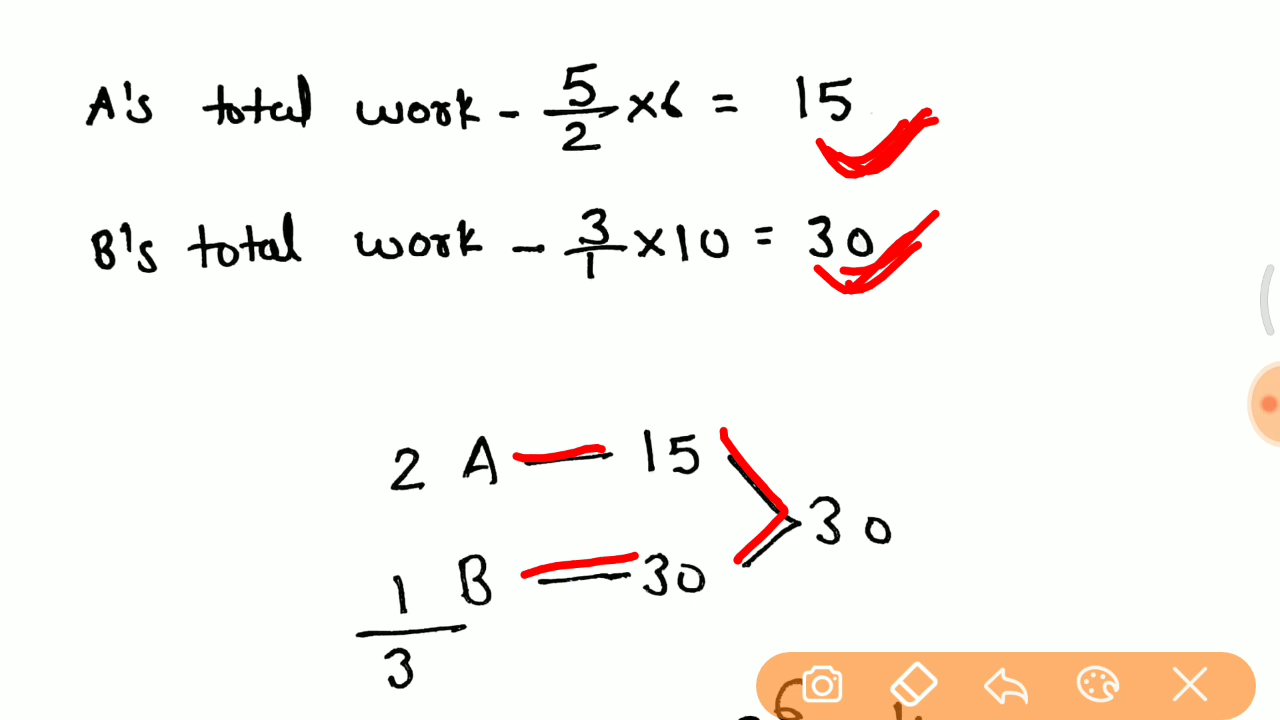 A's total work - 5/2 ×6 = 15
B's total work - 3/1 ×10 = 30
2 A — 15
30
1 B — 30
3